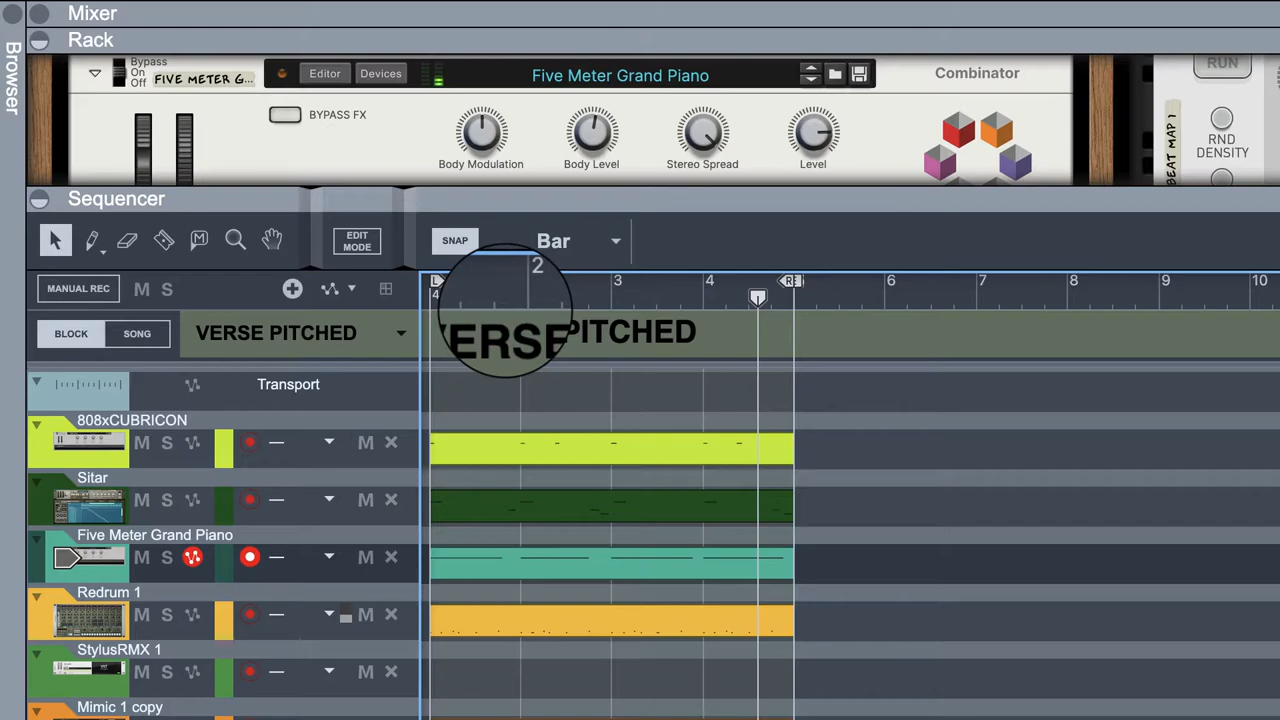 Browser
Mixer
Rack
Bypass
On
Off
FIVE METER G...
Editor
Devices
Five Meter Grand Piano
Combinator
RUN
BYPASS FX
Body Modulation
Body Level
Stereo Spread
Level
BEAT MAP 1
RND
DENSITY
Sequencer
EDIT
MODE
SNAP
Bar
MANUAL REC
M S
L
2
3
4
6
7
8
9
10
BLOCK
SONG
VERSE PITCHED
VERSE PITCHED
Transport
808xCUBRICON
M S
M
Sitar
M S
M
Five Meter Grand Piano
M S
M
Redrum 1
M S
M
StylusRMX 1
M S
M
Mimic 1 copy